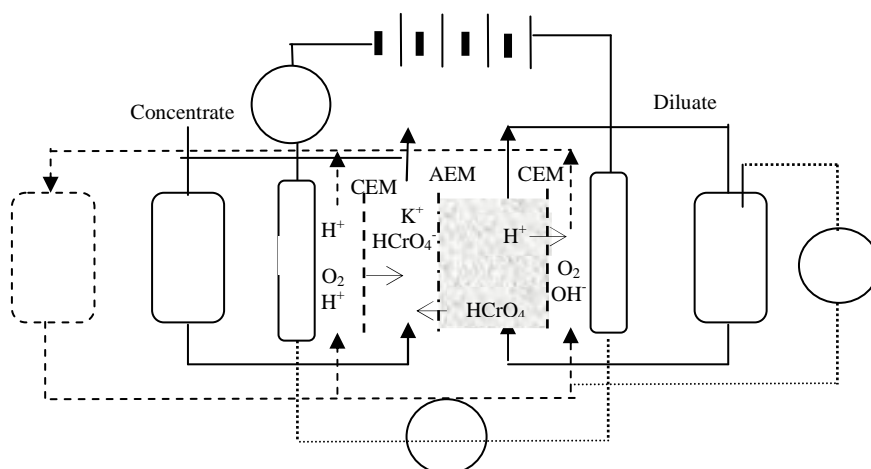 Concentrate
Diluate
CEM
AEM
CEM
K+
HCrO4-
H+
H+
O2
H+
O2
OH-
HCrO4